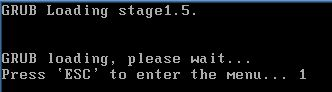 GRUB Loading stage1.5.
GRUB loading, please wait...
Press 'ESC' to enter the menu... 1